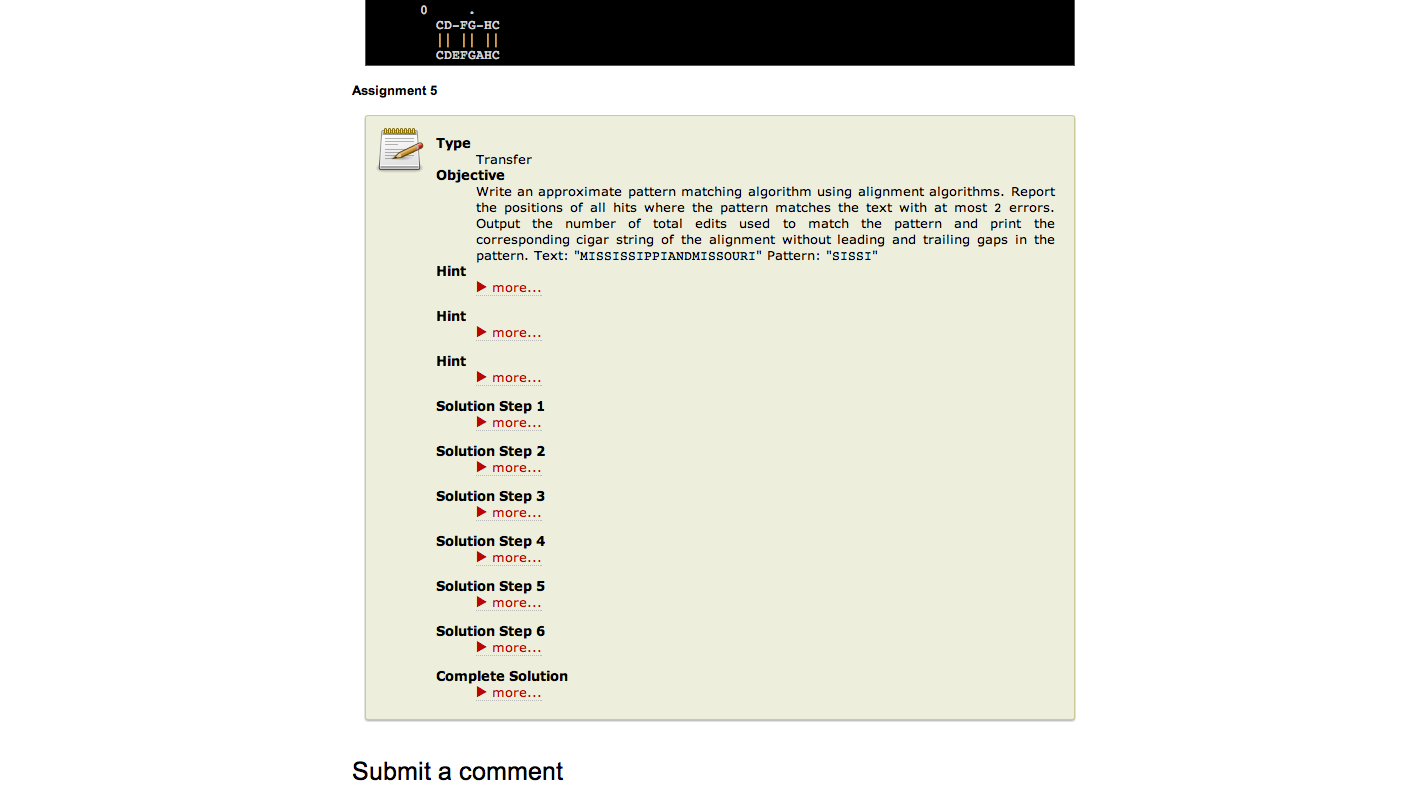 0 .
CD-FG-HC
|| || ||
CDEFGAHC
Assignment 5
Type
Transfer
Objective
Write an approximate pattern matching algorithm using alignment algorithms. Report
the positions of all hits where the pattern matches the text with at most 2 errors.
Output the number of total edits used to match the pattern and print the
corresponding cigar string of the alignment without leading and trailing gaps in the
pattern. Text: "MISSISSIPPIANDMISSOURI" Pattern: "SISSI"
Hint
more...
Hint
more...
Hint
more...
Solution Step 1
more...
Solution Step 2
more...
Solution Step 3
more...
Solution Step 4
more...
Solution Step 5
more...
Solution Step 6
more...
Complete Solution
more...
Submit a comment